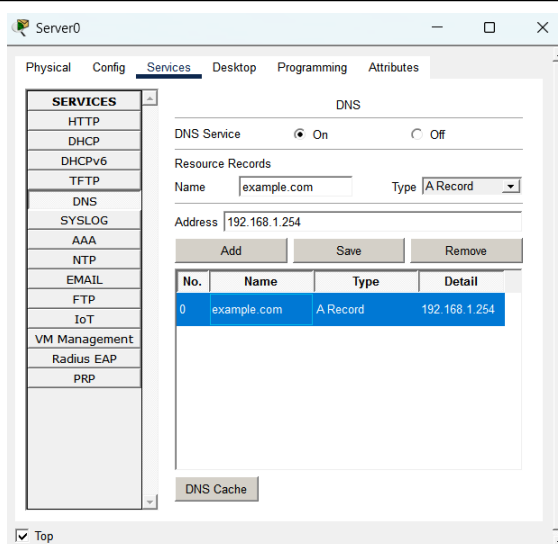 Server0
Physical Config Services Desktop Programming Attributes
SERVICES
HTTP
DHCP
DHCPv6
TFTP
DNS
SYSLOG
AAA
NTP
EMAIL
FTP
IoT
VM Management
Radius EAP
PRP
DNS
DNS Service On Off
Resource Records
Name example.com Type A Record
Address 192.168.1.254
Add Save Remove
No. Name Type Detail
0 example.com A Record 192.168.1.254
DNS Cache
Top